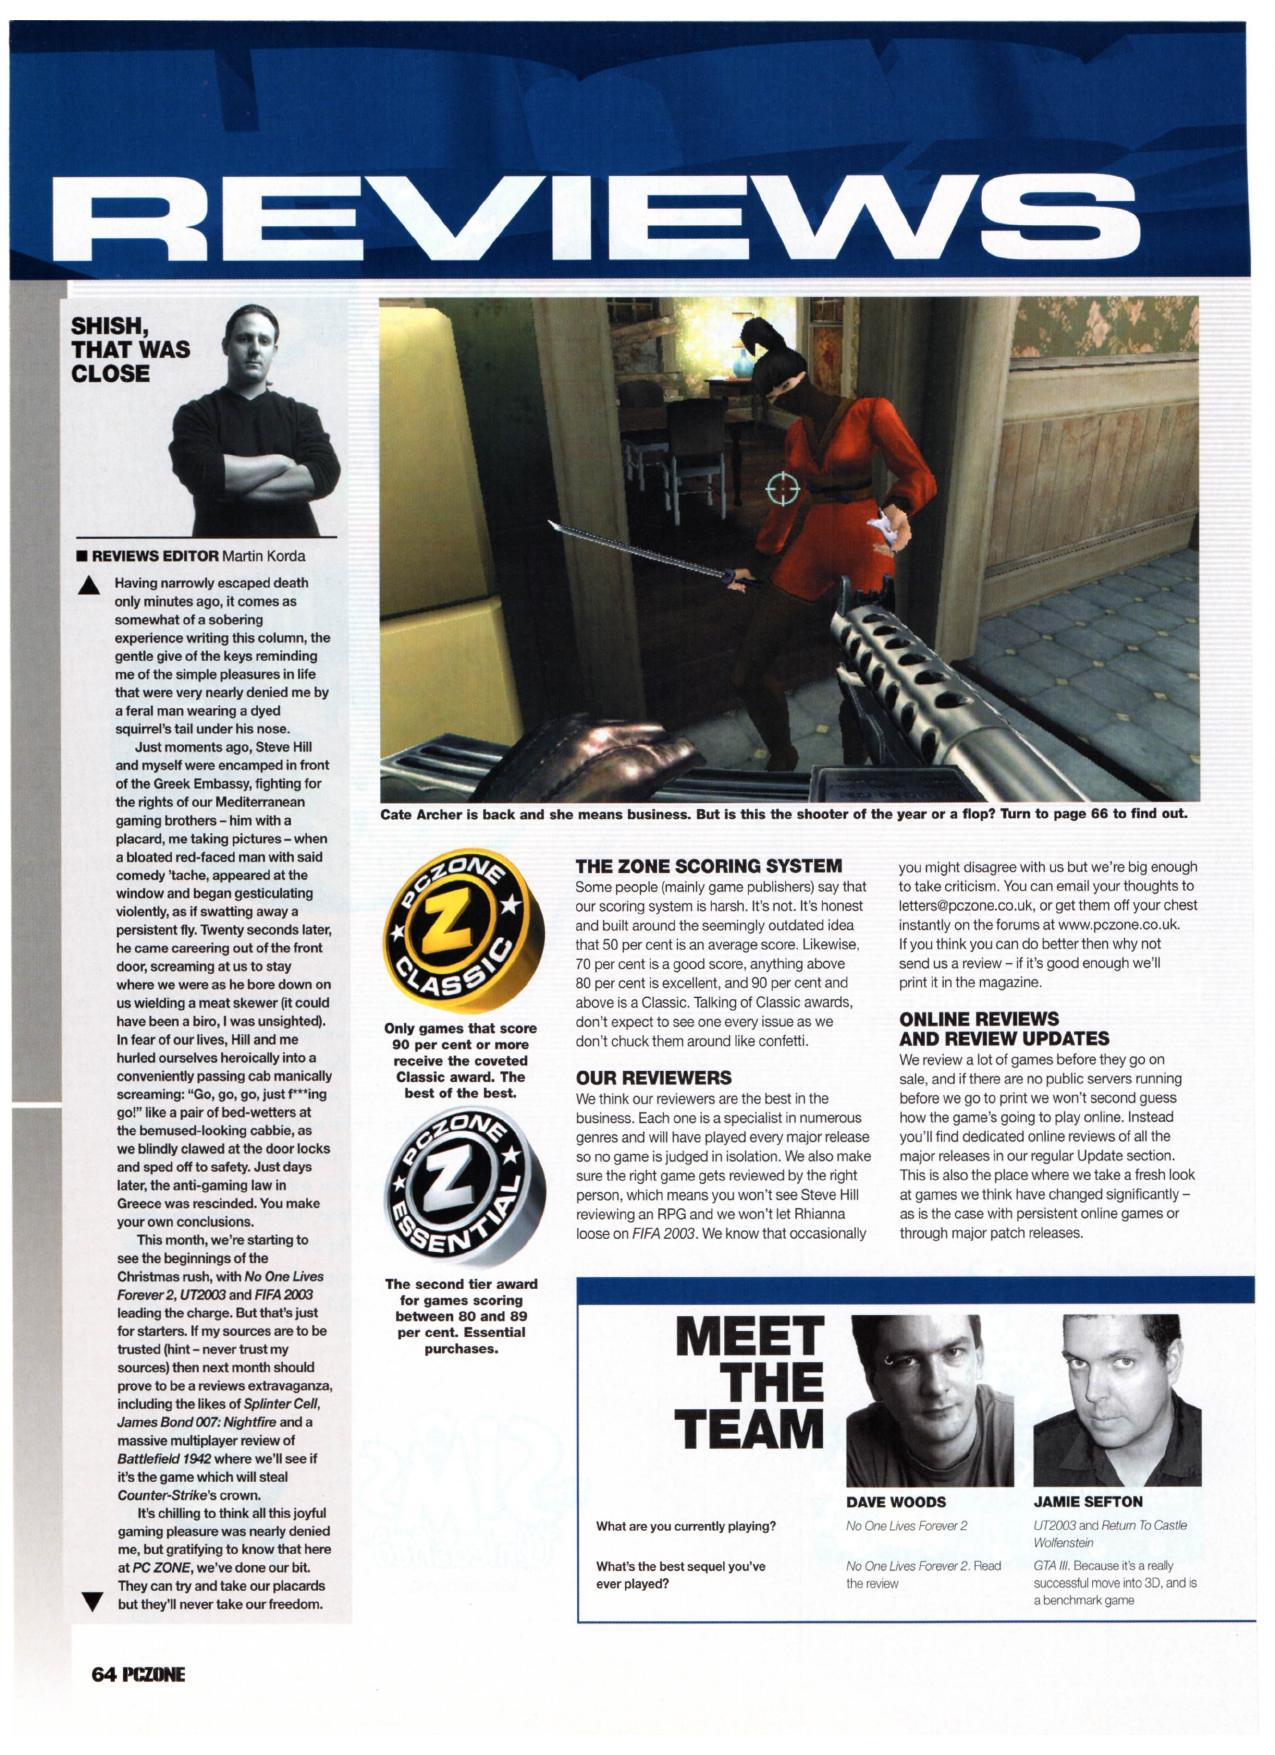 REVIEWS
SHISH,
THAT WAS
CLOSE
■ REVIEWS EDITOR Martin Korda
Having narrowly escaped death
only minutes ago, it comes as
somewhat of a sobering
experience writing this column, the
gentle give of the keys reminding
me of the simple pleasures in life
that were very nearly denied me by
a feral man wearing a dyed
squirrel's tail under his nose.
Just moments ago, Steve Hill
and myself were encamped in front
of the Greek Embassy, fighting for
the rights of our Mediterranean
gaming brothers – him with a
placard, me taking pictures – when
a bloated red-faced man with said
comedy 'tache, appeared at the
window and began gesticulating
violently, as if swatting away a
persistent fly. Twenty seconds later,
he came careering out of the front
door, screaming at us to stay
where we were as he bore down on
us wielding a meat skewer (it could
have been a biro, I was unsighted).
In fear of our lives, Hill and me
hurled ourselves heroically into a
conveniently passing cab manically
screaming: "Go, go, go, just f***ing
go!" like a pair of bed-wetters at
the bemused-looking cabbie, as
we blindly clawed at the door locks
and sped off to safety. Just days
later, the anti-gaming law in
Greece was rescinded. You make
your own conclusions.
This month, we're starting to
see the beginnings of the
Christmas rush, with No One Lives
Forever 2, UT2003 and FIFA 2003
leading the charge. But that's just
for starters. If my sources are to be
trusted (hint – never trust my
sources) then next month should
prove to be a reviews extravaganza,
including the likes of Splinter Cell,
James Bond 007: Nightfire and a
massive multiplayer review of
Battlefield 1942 where we'll see if
it's the game which will steal
Counter-Strike's crown.
It's chilling to think all this joyful
gaming pleasure was nearly denied
me, but gratifying to know that here
at PC ZONE, we've done our bit.
They can try and take our placards
but they'll never take our freedom.
Cate Archer is back and she means business. But is this the shooter of the year or a flop? Turn to page 66 to find out.
PCZONE
Z
CLASSIC
Only games that score
90 per cent or more
receive the coveted
Classic award. The
best of the best.
PCZONE
Z
ESSENTIAL
The second tier award
for games scoring
between 80 and 89
per cent. Essential
purchases.
THE ZONE SCORING SYSTEM
Some people (mainly game publishers) say that
our scoring system is harsh. It's not. It's honest
and built around the seemingly outdated idea
that 50 per cent is an average score. Likewise,
70 per cent is a good score, anything above
80 per cent is excellent, and 90 per cent and
above is a Classic. Talking of Classic awards,
don't expect to see one every issue as we
don't chuck them around like confetti.
OUR REVIEWERS
We think our reviewers are the best in the
business. Each one is a specialist in numerous
genres and will have played every major release
so no game is judged in isolation. We also make
sure the right game gets reviewed by the right
person, which means you won't see Steve Hill
reviewing an RPG and we won't let Rhianna
loose on FIFA 2003. We know that occasionally
you might disagree with us but we're big enough
to take criticism. You can email your thoughts to
letters@pczone.co.uk, or get them off your chest
instantly on the forums at www.pczone.co.uk.
If you think you can do better then why not
send us a review – if it's good enough we'll
print it in the magazine.
ONLINE REVIEWS
AND REVIEW UPDATES
We review a lot of games before they go on
sale, and if there are no public servers running
before we go to print we won't second guess
how the game's going to play online. Instead
you'll find dedicated online reviews of all the
major releases in our regular Update section.
This is also the place where we take a fresh look
at games we think have changed significantly –
as is the case with persistent online games or
through major patch releases.
MEET
THE
TEAM
DAVE WOODS
JAMIE SEFTON
What are you currently playing?
No One Lives Forever 2
UT2003 and Return To Castle
Wolfenstein
What's the best sequel you've
ever played?
No One Lives Forever 2. Read
the review
GTA III. Because it's a really
successful move into 3D, and is
a benchmark game
64 PCZONE